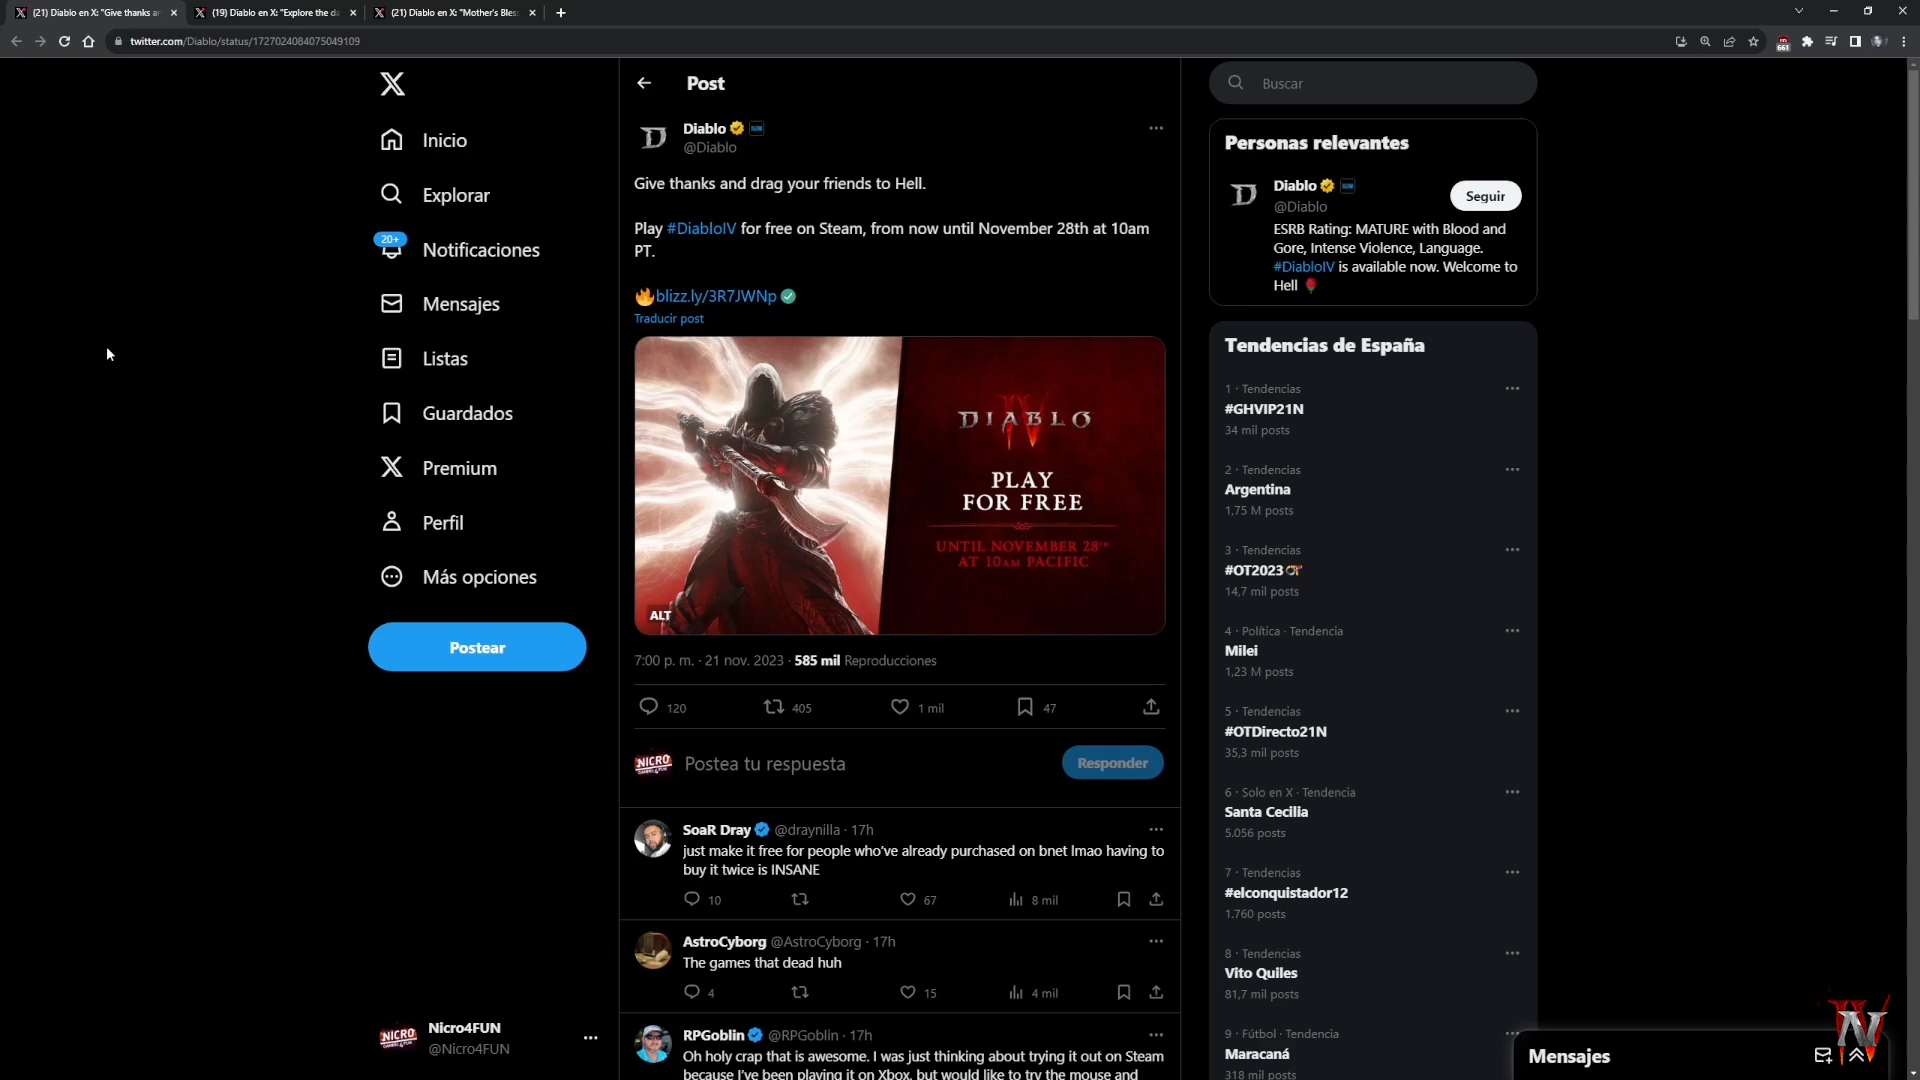 (21) Diablo en X: "Give thanks an
(19) Diablo en X: "Explore the da
(21) Diablo en X: "Mother's Bles
twitter.com/Diablo/status/1727024084075049109
661
Inicio
Explorar
20+
Notificaciones
Mensajes
Listas
Guardados
Premium
Perfil
Más opciones
Postear
Nicro4FUN
@Nicro4FUN
Post
Diablo
@Diablo
Give thanks and drag your friends to Hell.
Play #DiabloIV for free on Steam, from now until November 28th at 10am
PT.
🔥blizz.ly/3R7JWNp
Traducir post
DIABLO
IV
PLAY
FOR FREE
UNTIL NOVEMBER 28TH
AT 10AM PACIFIC
ALT
7:00 p. m. · 21 nov. 2023 · 585 mil Reproducciones
120 405 1 mil 47
NICRO
Postea tu respuesta
Responder
SoaR Dray @draynilla · 17h
just make it free for people who've already purchased on bnet lmao having to
buy it twice is INSANE
10 67 8 mil
AstroCyborg @AstroCyborg · 17h
The games that dead huh
4 15 4 mil
RPGoblin @RPGoblin · 17h
Oh holy crap that is awesome. I was just thinking about trying it out on Steam
because I've been playing it on Xbox, but would like to try the mouse and
Buscar
Personas relevantes
Diablo
@Diablo
Seguir
ESRB Rating: MATURE with Blood and
Gore, Intense Violence, Language.
#DiabloIV is available now. Welcome to
Hell 🌹
Tendencias de España
1 · Tendencias
#GHVIP21N
34 mil posts
2 · Tendencias
Argentina
1,75 M posts
3 · Tendencias
#OT2023
14,7 mil posts
4 · Política · Tendencia
Milei
1,23 M posts
5 · Tendencias
#OTDirecto21N
35,3 mil posts
6 · Solo en X · Tendencia
Santa Cecilia
5.056 posts
7 · Tendencias
#elconquistador12
1.760 posts
8 · Tendencias
Vito Quiles
81,7 mil posts
9 · Fútbol · Tendencia
Maracaná
318 mil posts
Mensajes